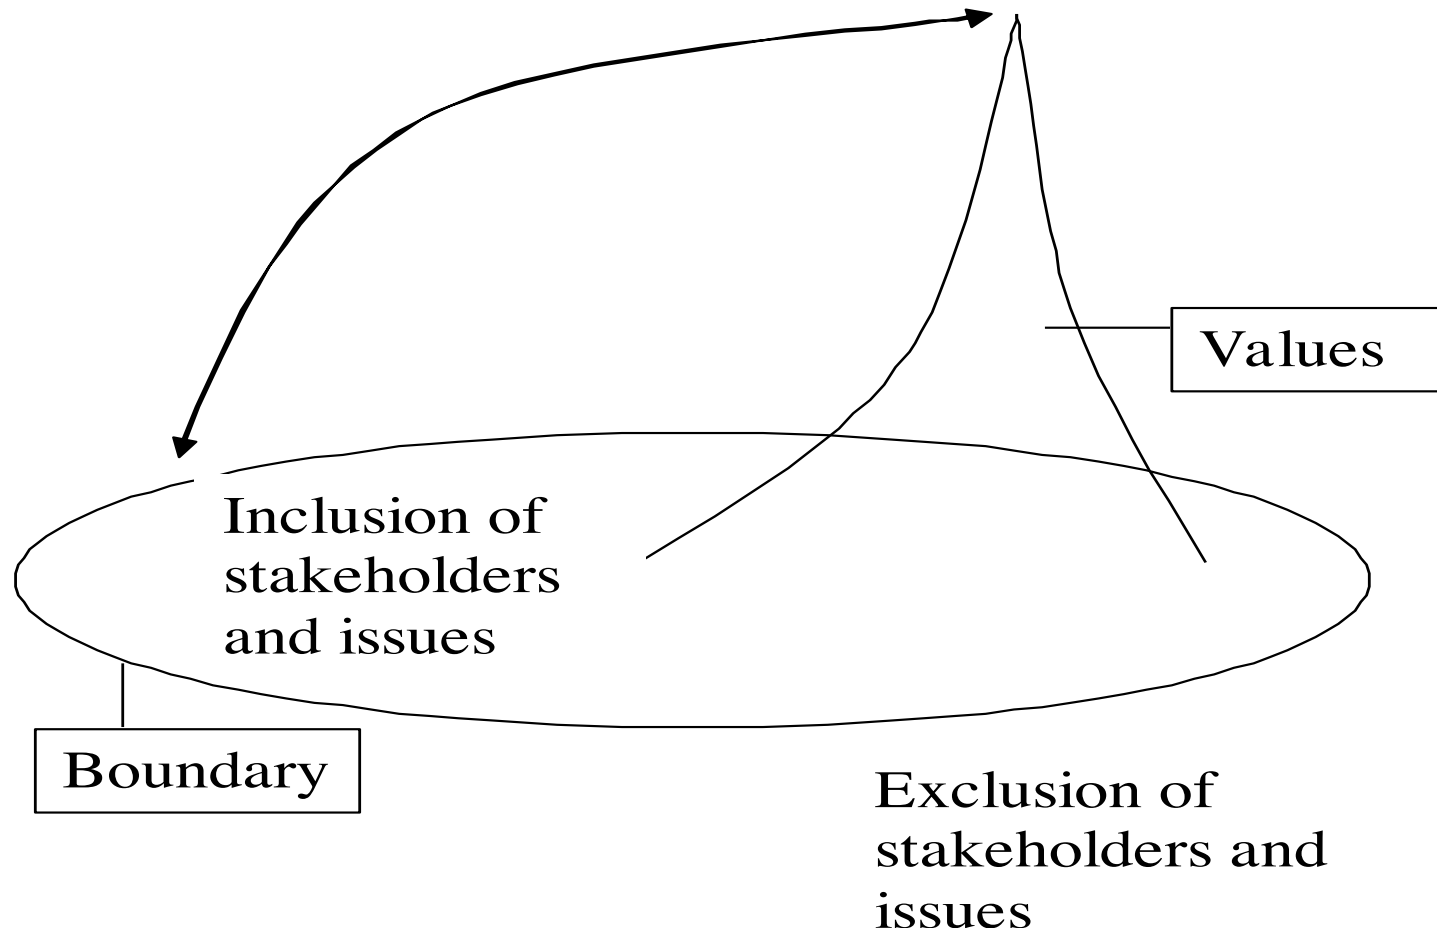 Values
Inclusion of
stakeholders
and issues
Boundary
Exclusion of
stakeholders and
issues